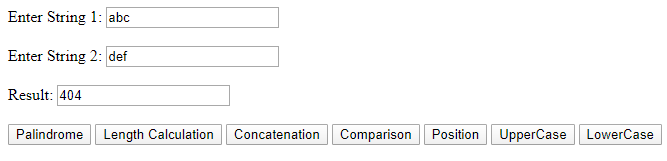 Enter String 1: abc
Enter String 2: def
Result: 404
Palindrome Length Calculation Concatenation Comparison Position UpperCase LowerCase